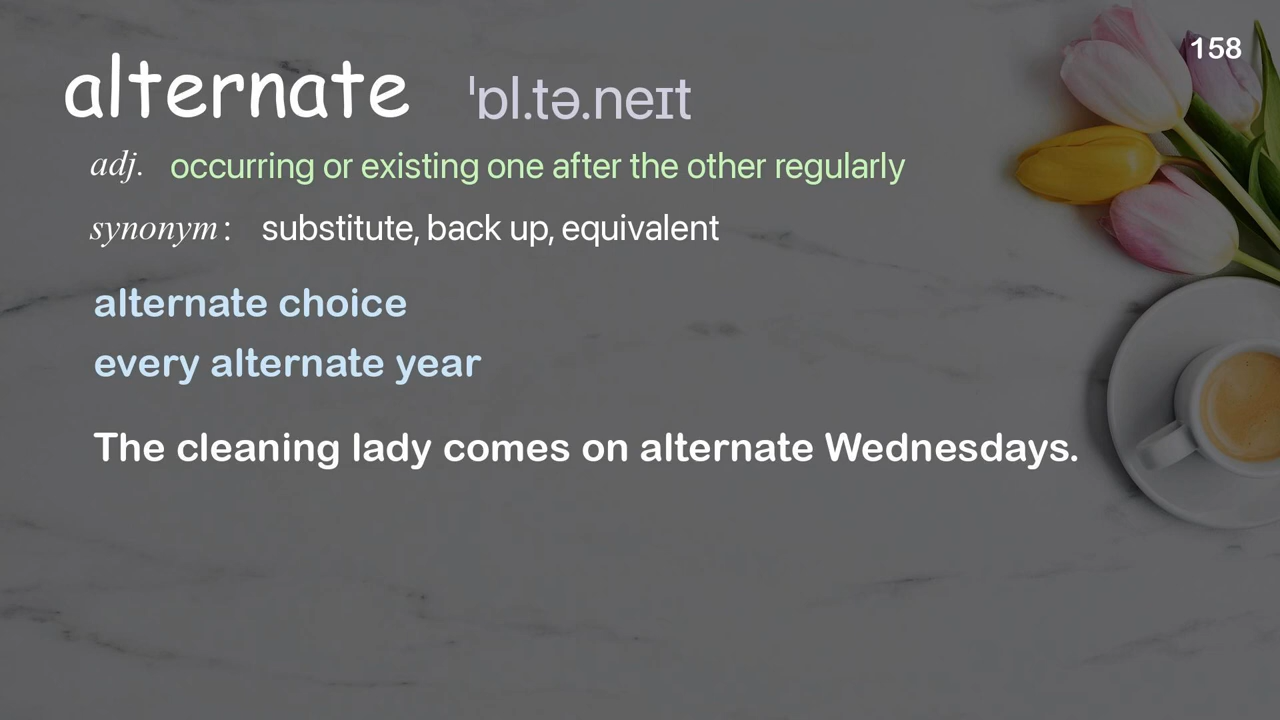 158
alternate ˈɒl.tə.neɪt
adj. occurring or existing one after the other regularly
synonym : substitute, back up, equivalent
alternate choice
every alternate year
The cleaning lady comes on alternate Wednesdays.